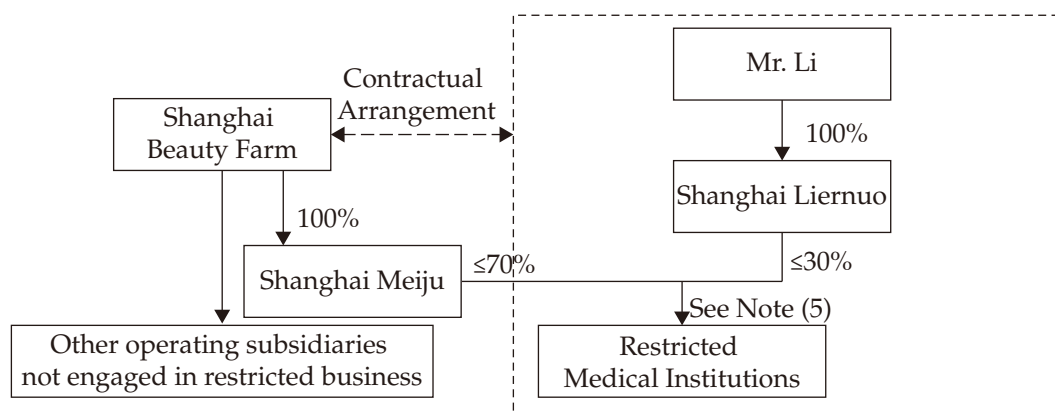 Mr. Li
Contractual
Arrangement
Shanghai
Beauty Farm
100%
Shanghai Liernuo
100%
Shanghai Meiju
≤70%
≤30%
See Note (5)
Other operating subsidiaries
not engaged in restricted business
Restricted
Medical Institutions